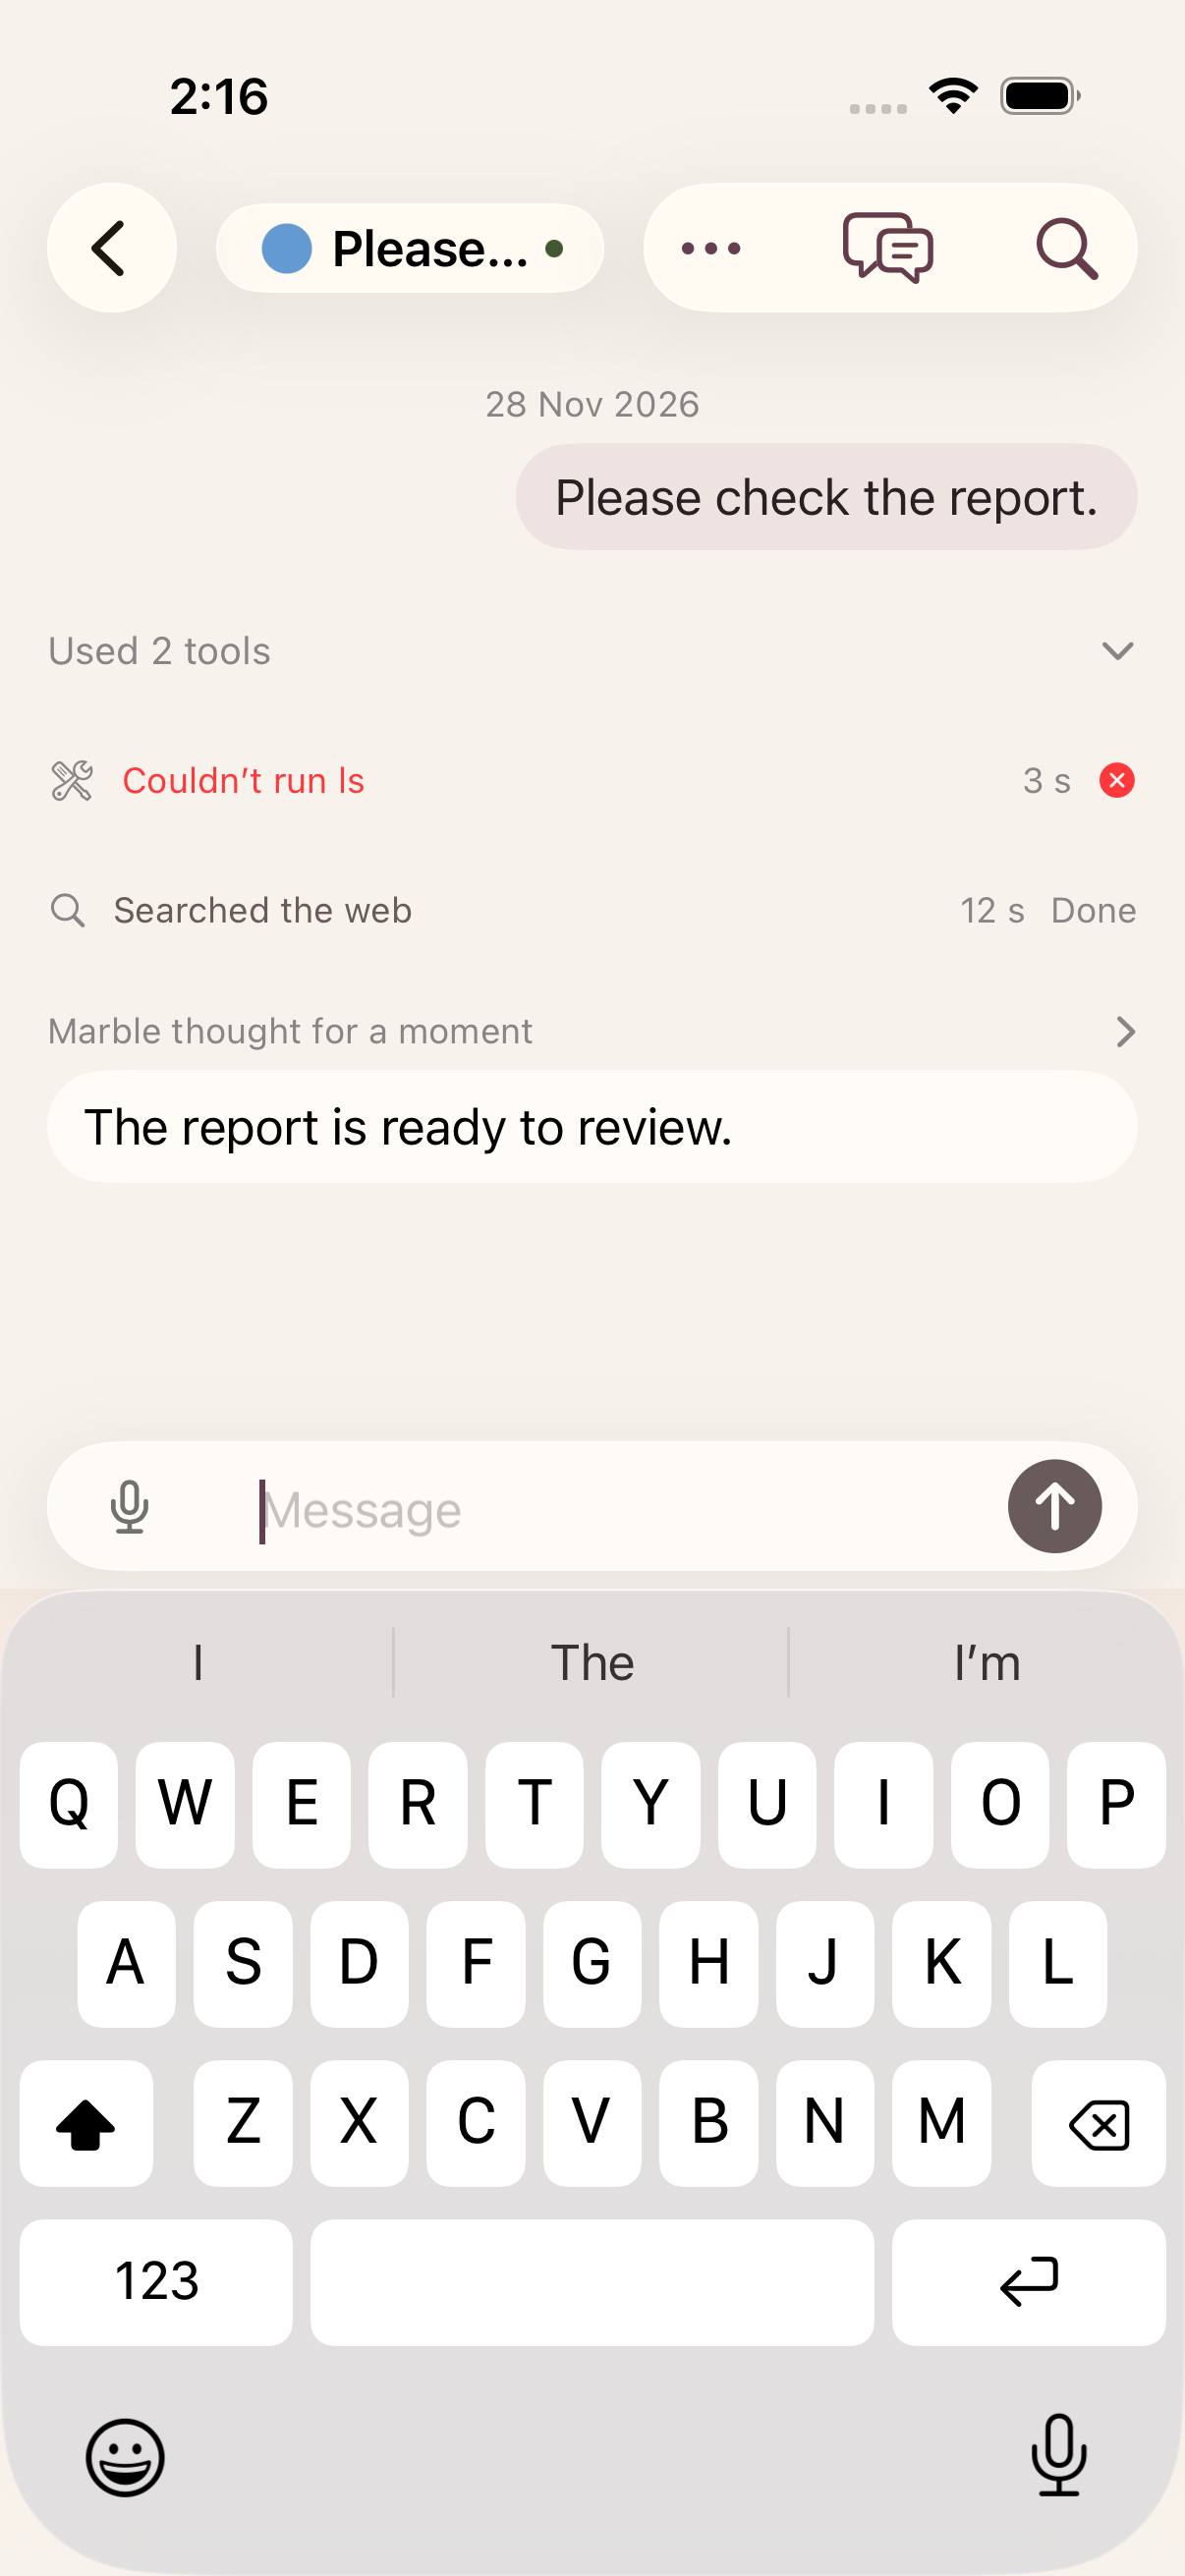 2:16
Please...
28 Nov 2026
Please check the report.
Used 2 tools
Couldn’t run ls
3 s
Searched the web
12 s Done
Marble thought for a moment
The report is ready to review.
Message
I The I’m
Q W E R T Y U I O P
A S D F G H J K L
Z X C V B N M
123